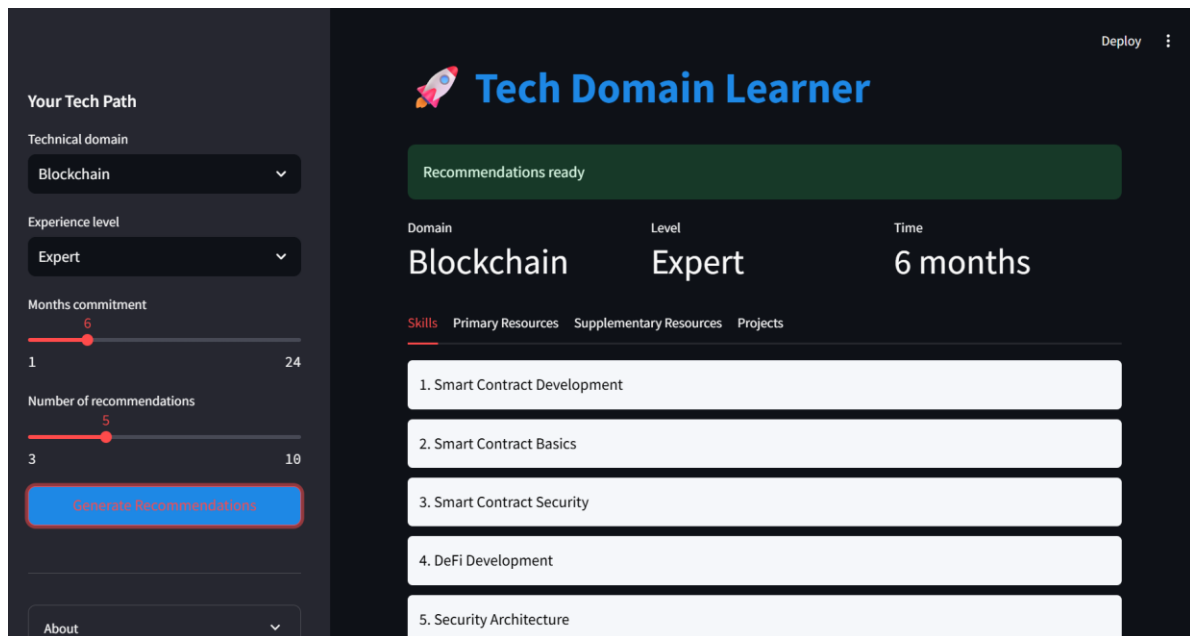 Deploy
Your Tech Path
Technical domain
Blockchain
Experience level
Expert
Months commitment
6
1 24
Number of recommendations
5
3 10
Generate Recommendations
About
Tech Domain Learner
Recommendations ready
Domain Level Time
Blockchain Expert 6 months
Skills Primary Resources Supplementary Resources Projects
1. Smart Contract Development
2. Smart Contract Basics
3. Smart Contract Security
4. DeFi Development
5. Security Architecture